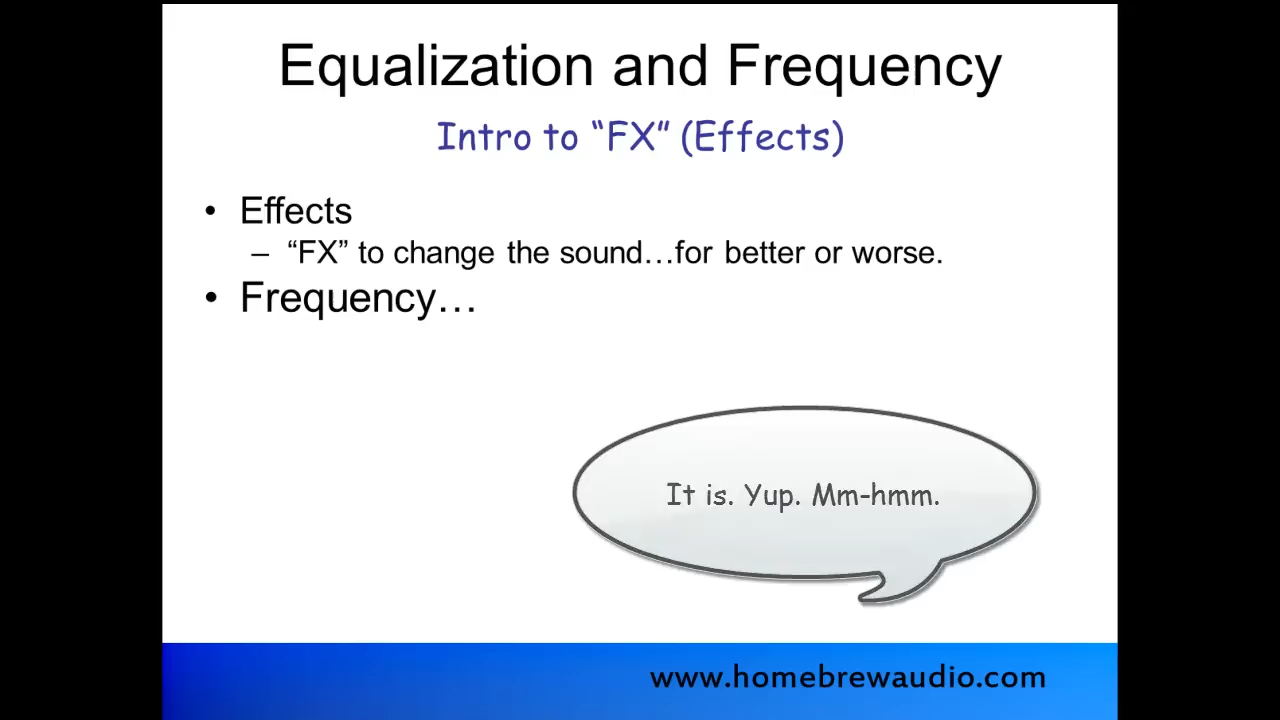 Equalization and Frequency
Intro to “FX” (Effects)
• Effects
– “FX” to change the sound…for better or worse.
• Frequency…
It is. Yup. Mm-hmm.
www.homebrewaudio.com